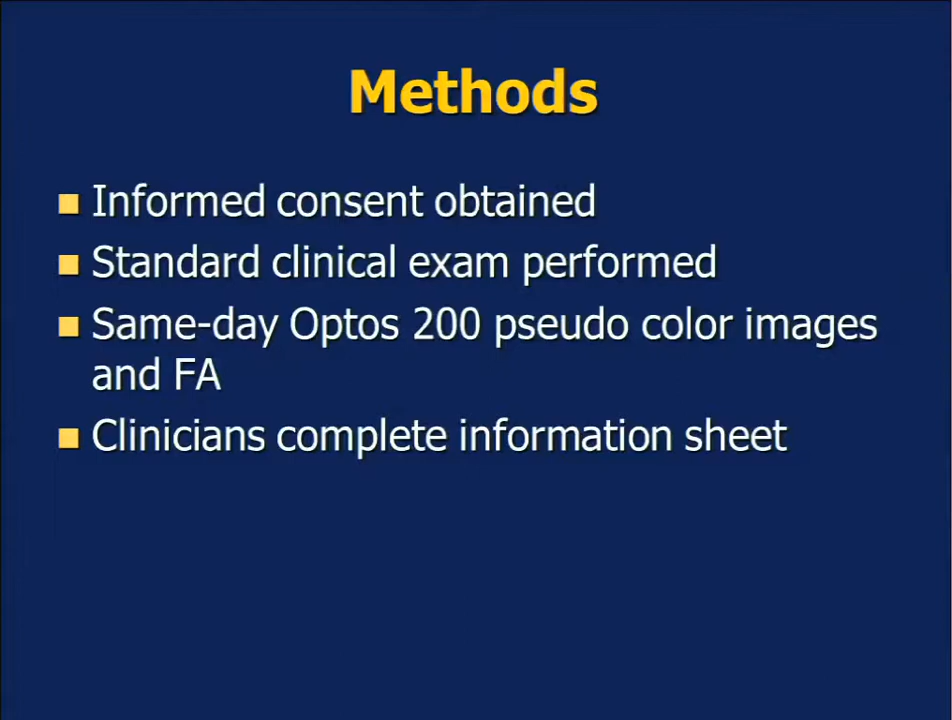 Methods
Informed consent obtained
Standard clinical exam performed
Same-day Optos 200 pseudo color images
and FA
Clinicians complete information sheet